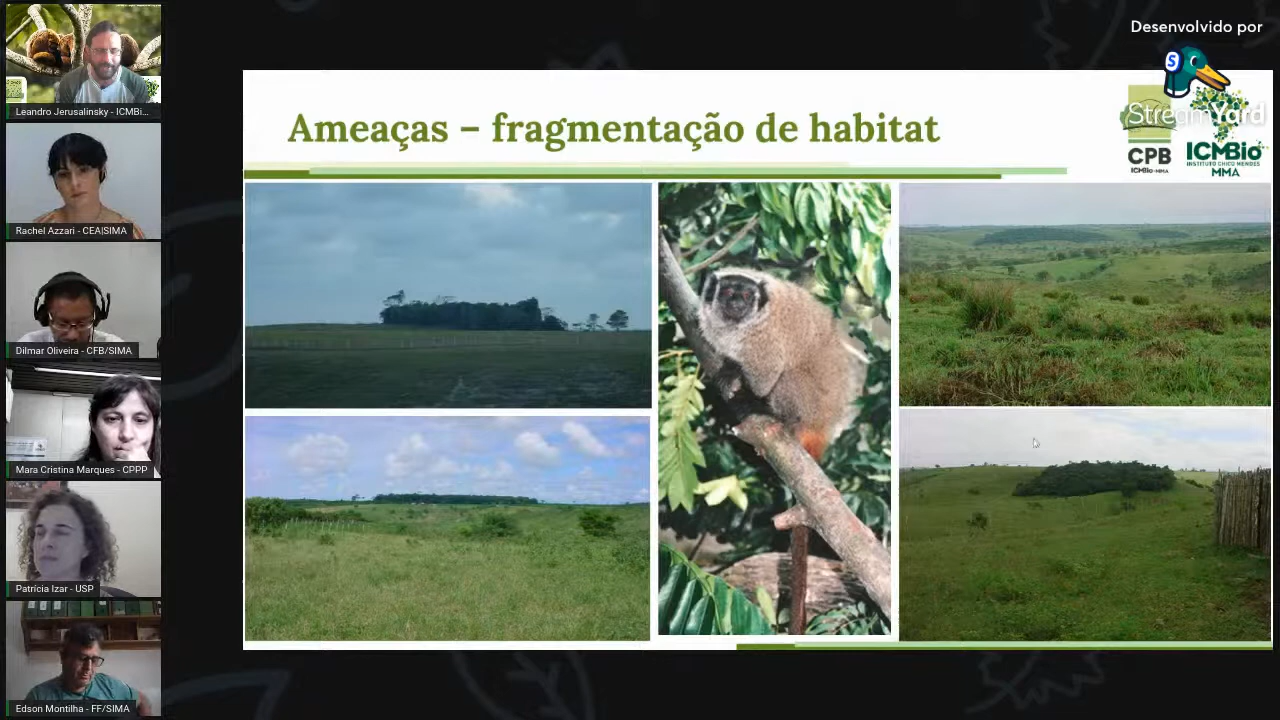 Desenvolvido por
StreamYard
Ameaças – fragmentação de habitat
CPB
ICMBio-MMA
ICMBio
INSTITUTO CHICO MENDES
MMA
Leandro Jerusalinsky - ICMBi...
Rachel Azzari - CEA|SIMA
Dilmar Oliveira - CFB/SIMA
Mara Cristina Marques - CPPP
Patrícia Izar - USP
Edson Montilha - FF/SIMA